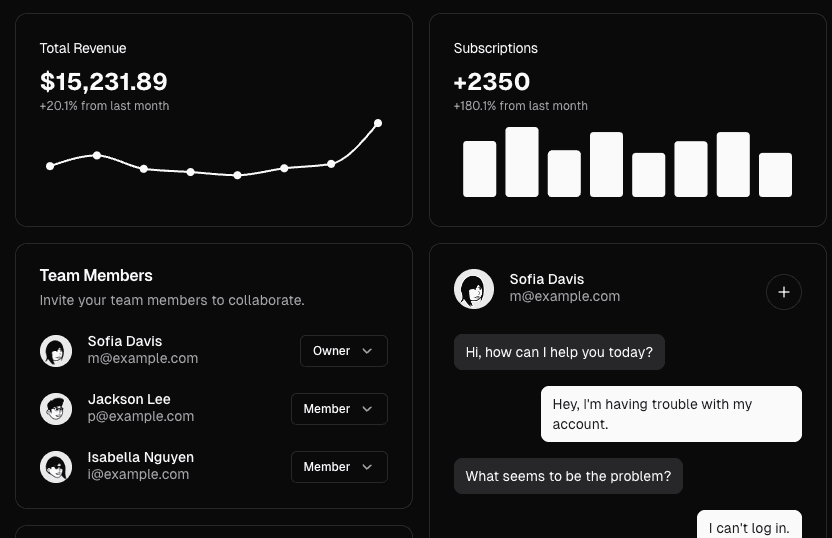 Total Revenue
$15,231.89
+20.1% from last month
Subscriptions
+2350
+180.1% from last month
Team Members
Invite your team members to collaborate.
Sofia Davis
m@example.com
Owner
Jackson Lee
p@example.com
Member
Isabella Nguyen
i@example.com
Member
Sofia Davis
m@example.com
Hi, how can I help you today?
Hey, I'm having trouble with my
account.
What seems to be the problem?
I can't log in.